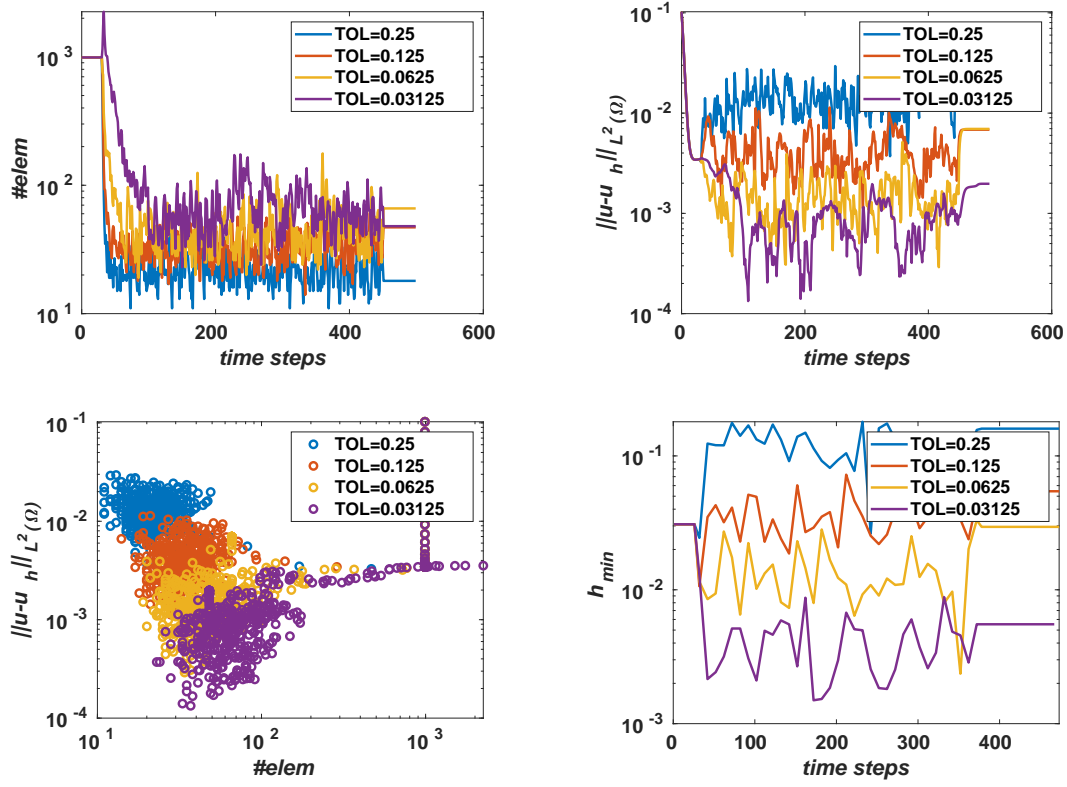 TOL=0.25
TOL=0.125
TOL=0.0625
TOL=0.03125
10^3
10^2
10^1
#elem
0 200 400 600
time steps
TOL=0.25
TOL=0.125
TOL=0.0625
TOL=0.03125
10^-1
10^-2
10^-3
10^-4
||u-u_h||_L^2(Ω)
0 200 400 600
time steps
TOL=0.25
TOL=0.125
TOL=0.0625
TOL=0.03125
10^-1
10^-2
10^-3
10^-4
||u-u_h||_L^2(Ω)
10^1 10^2 10^3
#elem
TOL=0.25
TOL=0.125
TOL=0.0625
TOL=0.03125
10^-1
10^-2
10^-3
h_min
0 100 200 300 400
time steps